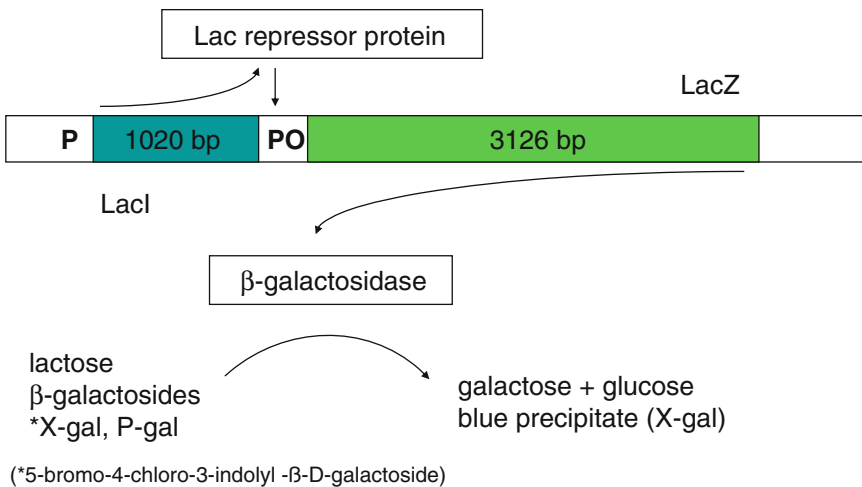 Lac repressor protein
LacZ
P 1020 bp PO 3126 bp
LacI
β-galactosidase
lactose
β-galactosides
*X-gal, P-gal
galactose + glucose
blue precipitate (X-gal)
(*5-bromo-4-chloro-3-indolyl -ß-D-galactoside)